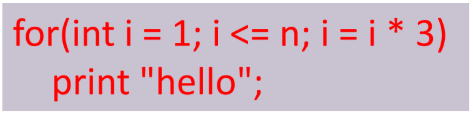 for(int i = 1; i <= n; i = i * 3)
print "hello";